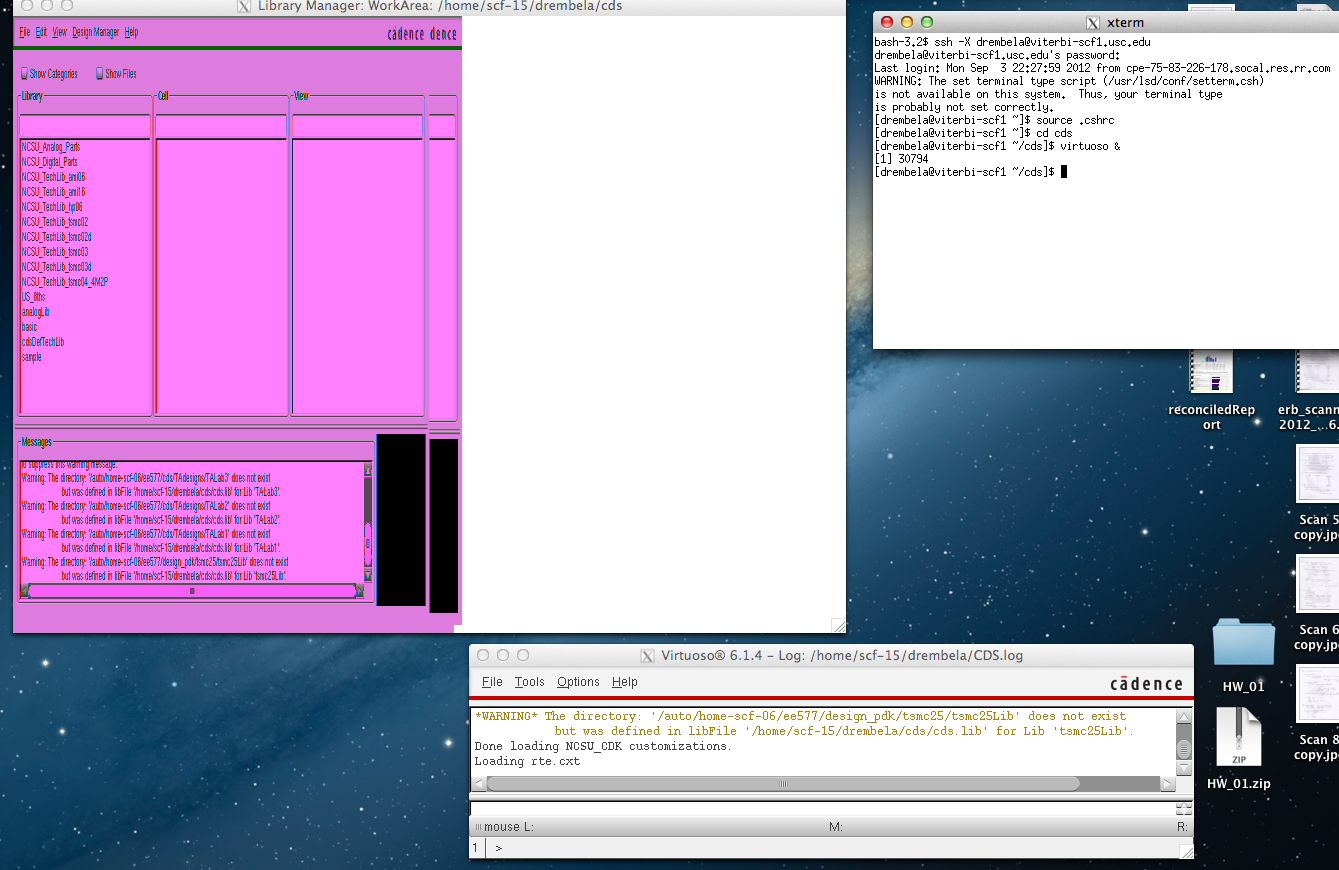 Library Manager: WorkArea: /home/scf-15/drembela/cds
File Edit View Design Manager Help
cādence dence
Show Categories Show Files
Library Cell View
NCSU_Analog_Parts
NCSU_Digital_Parts
NCSU_TechLib_ami06
NCSU_TechLib_ami16
NCSU_TechLib_hp06
NCSU_TechLib_tsmc02
NCSU_TechLib_tsmc02d
NCSU_TechLib_tsmc03
NCSU_TechLib_tsmc03d
NCSU_TechLib_tsmc04_4M2P
US_8ths
analogLib
basic
cdsDefTechLib
sample
Messages
to suppress this warning message.
Warning: The directory: '/auto/home-scf-06/ee577/cds/TAdesigns/TALab3' does not exist
but was defined in libFile '/home/scf-15/drembela/cds/cds.lib' for Lib 'TALab3'.
Warning: The directory: '/auto/home-scf-06/ee577/cds/TAdesigns/TALab2' does not exist
but was defined in libFile '/home/scf-15/drembela/cds/cds.lib' for Lib 'TALab2'.
Warning: The directory: '/auto/home-scf-06/ee577/cds/TAdesigns/TALab1' does not exist
but was defined in libFile '/home/scf-15/drembela/cds/cds.lib' for Lib 'TALab1'.
Warning: The directory: '/auto/home-scf-06/ee577/design_pdk/tsmc25/tsmc25Lib' does not exist
but was defined in libFile '/home/scf-15/drembela/cds/cds.lib' for Lib 'tsmc25Lib'.
xterm
bash-3.2$ ssh -X drembela@viterbi-scf1.usc.edu
drembela@viterbi-scf1.usc.edu's password:
Last login: Mon Sep  3 22:27:59 2012 from cpe-75-83-226-178.socal.res.rr.com
WARNING: The set terminal type script (/usr/lsd/conf/setterm.csh)
is not available on this system.  Thus, your terminal type
is probably not set correctly.
[drembela@viterbi-scf1 ~]$ source .cshrc
[drembela@viterbi-scf1 ~]$ cd cds
[drembela@viterbi-scf1 ~/cds]$ virtuoso &
[1] 30794
[drembela@viterbi-scf1 ~/cds]$
reconciledRep
ort
erb_scann
2012_...6.
Scan 5
copy.jpe
Scan 6
copy.jpe
HW_01
Scan 8
copy.jpe
ZIP
HW_01.zip
Virtuoso® 6.1.4 – Log: /home/scf-15/drembela/CDS.log
File Tools Options Help
cādence
*WARNING* The directory: '/auto/home-scf-06/ee577/design_pdk/tsmc25/tsmc25Lib' does not exist
but was defined in libFile '/home/scf-15/drembela/cds/cds.lib' for Lib 'tsmc25Lib'.
Done loading NCSU_CDK customizations.
Loading rte.cxt
mouse L: M: R:
1 >